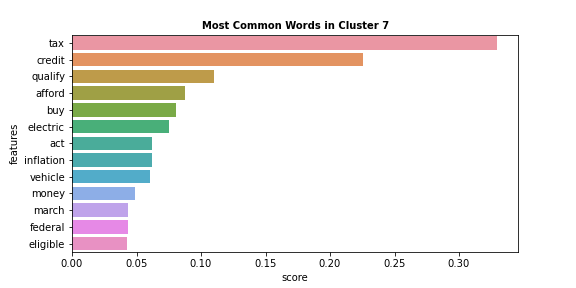 Most Common Words in Cluster 7
features
tax
credit
qualify
afford
buy
electric
act
inflation
vehicle
money
march
federal
eligible
0.00 0.05 0.10 0.15 0.20 0.25 0.30
score